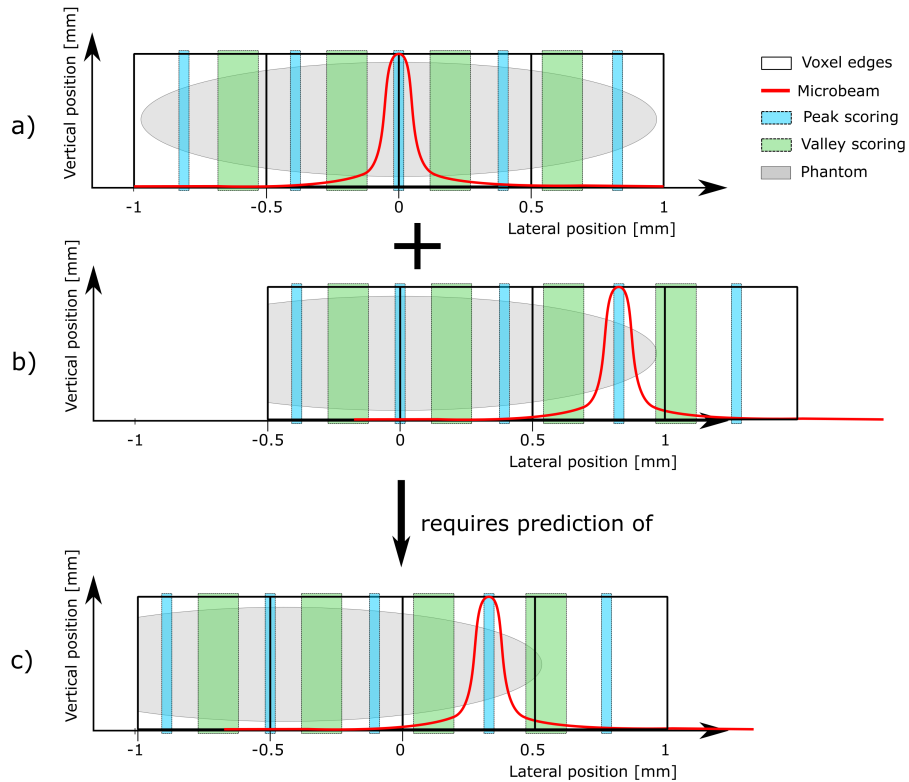 a)
Vertical position [mm]
-1 -0.5 0 0.5 1
Lateral position [mm]
Voxel edges
Microbeam
Peak scoring
Valley scoring
Phantom
b)
Vertical position [mm]
-1 -0.5 0 0.5 1
Lateral position [mm]
requires prediction of
c)
Vertical position [mm]
-1 -0.5 0 0.5 1
Lateral position [mm]